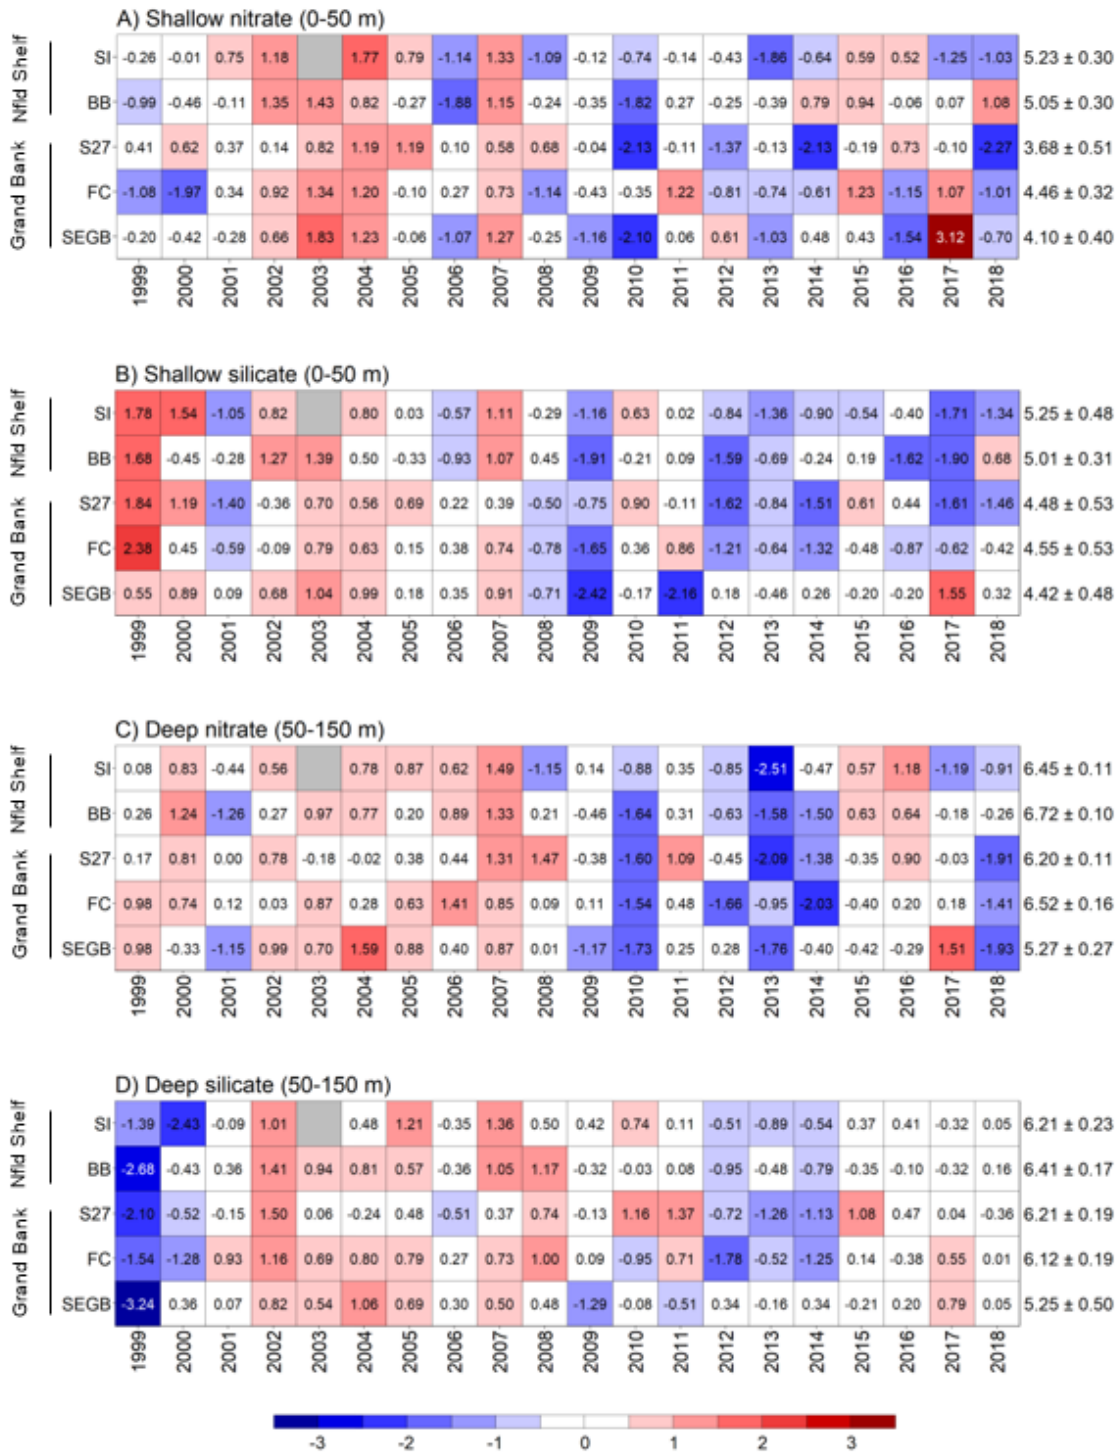 A) Shallow nitrate (0-50 m)
Nfld Shelf
Grand Bank
SI -0.26 -0.01 0.75 1.18 1.77 0.79 -1.14 1.33 -1.09 -0.12 -0.74 -0.14 -0.43 -1.86 -0.64 0.59 0.52 -1.25 -1.03 5.23 ± 0.30
BB -0.99 -0.46 -0.11 1.35 1.43 0.82 -0.27 -1.88 1.15 -0.24 -0.35 -1.82 0.27 -0.25 -0.39 0.79 0.94 -0.06 0.07 1.08 5.05 ± 0.30
S27 0.41 0.62 0.37 0.14 0.82 1.19 1.19 0.10 0.58 0.68 -0.04 -2.13 -0.11 -1.37 -0.13 -2.13 -0.19 0.73 -0.10 -2.27 3.68 ± 0.51
FC -1.08 -1.97 0.34 0.92 1.34 1.20 -0.10 0.27 0.73 -1.14 -0.43 -0.35 1.22 -0.81 -0.74 -0.61 1.23 -1.15 1.07 -1.01 4.46 ± 0.32
SEGB -0.20 -0.42 -0.28 0.66 1.83 1.23 -0.06 -1.07 1.27 -0.25 -1.16 -2.10 0.06 0.61 -1.03 0.48 0.43 -1.54 3.12 -0.70 4.10 ± 0.40
1999 2000 2001 2002 2003 2004 2005 2006 2007 2008 2009 2010 2011 2012 2013 2014 2015 2016 2017 2018
B) Shallow silicate (0-50 m)
Nfld Shelf
Grand Bank
SI 1.78 1.54 -1.05 0.82 0.80 0.03 -0.57 1.11 -0.29 -1.16 0.63 0.02 -0.84 -1.36 -0.90 -0.54 -0.40 -1.71 -1.34 5.25 ± 0.48
BB 1.68 -0.45 -0.28 1.27 1.39 0.50 -0.33 -0.93 1.07 0.45 -1.91 -0.21 0.09 -1.59 -0.69 -0.24 0.19 -1.62 -1.90 0.68 5.01 ± 0.31
S27 1.84 1.19 -1.40 -0.36 0.70 0.56 0.69 0.22 0.39 -0.50 -0.75 0.90 -0.11 -1.62 -0.84 -1.51 0.61 0.44 -1.61 -1.46 4.48 ± 0.53
FC 2.38 0.45 -0.59 -0.09 0.79 0.63 0.15 0.38 0.74 -0.78 -1.65 0.36 0.86 -1.21 -0.64 -1.32 -0.48 -0.87 -0.62 -0.42 4.55 ± 0.53
SEGB 0.55 0.89 0.09 0.68 1.04 0.99 0.18 0.35 0.91 -0.71 -2.42 -0.17 -2.16 0.18 -0.46 0.26 -0.20 -0.20 1.55 0.32 4.42 ± 0.48
1999 2000 2001 2002 2003 2004 2005 2006 2007 2008 2009 2010 2011 2012 2013 2014 2015 2016 2017 2018
C) Deep nitrate (50-150 m)
Nfld Shelf
Grand Bank
SI 0.08 0.83 -0.44 0.56 0.78 0.87 0.62 1.49 -1.15 0.14 -0.88 0.35 -0.85 -2.51 -0.47 0.57 1.18 -1.19 -0.91 6.45 ± 0.11
BB 0.26 1.24 -1.26 0.27 0.97 0.77 0.20 0.89 1.33 0.21 -0.46 -1.64 0.31 -0.63 -1.58 -1.50 0.63 0.64 -0.18 -0.26 6.72 ± 0.10
S27 0.17 0.81 0.00 0.78 -0.18 -0.02 0.38 0.44 1.31 1.47 -0.38 -1.60 1.09 -0.45 -2.09 -1.38 -0.35 0.90 -0.03 -1.91 6.20 ± 0.11
FC 0.98 0.74 0.12 0.03 0.87 0.28 0.63 1.41 0.85 0.09 0.11 -1.54 0.48 -1.66 -0.95 -2.03 -0.40 0.20 0.18 -1.41 6.52 ± 0.16
SEGB 0.98 -0.33 -1.15 0.99 0.70 1.59 0.88 0.40 0.87 0.01 -1.17 -1.73 0.25 0.28 -1.76 -0.40 -0.42 -0.29 1.51 -1.93 5.27 ± 0.27
1999 2000 2001 2002 2003 2004 2005 2006 2007 2008 2009 2010 2011 2012 2013 2014 2015 2016 2017 2018
D) Deep silicate (50-150 m)
Nfld Shelf
Grand Bank
SI -1.39 -2.43 -0.09 1.01 0.48 1.21 -0.35 1.36 0.50 0.42 0.74 0.11 -0.51 -0.89 -0.54 0.37 0.41 -0.32 0.05 6.21 ± 0.23
BB -2.68 -0.43 0.36 1.41 0.94 0.81 0.57 -0.36 1.05 1.17 -0.32 -0.03 0.08 -0.95 -0.48 -0.79 -0.35 -0.10 -0.32 0.16 6.41 ± 0.17
S27 -2.10 -0.52 -0.15 1.50 0.06 -0.24 0.48 -0.51 0.37 0.74 -0.13 1.16 1.37 -0.72 -1.26 -1.13 1.08 0.47 0.04 -0.36 6.21 ± 0.19
FC -1.54 -1.28 0.93 1.16 0.69 0.80 0.79 0.27 0.73 1.00 0.09 -0.95 0.71 -1.78 -0.52 -1.25 0.14 -0.38 0.55 0.01 6.12 ± 0.19
SEGB -3.24 0.36 0.07 0.82 0.54 1.06 0.69 0.30 0.50 0.48 -1.29 -0.08 -0.51 0.34 -0.16 0.34 -0.21 0.20 0.79 0.05 5.25 ± 0.50
1999 2000 2001 2002 2003 2004 2005 2006 2007 2008 2009 2010 2011 2012 2013 2014 2015 2016 2017 2018
-3 -2 -1 0 1 2 3